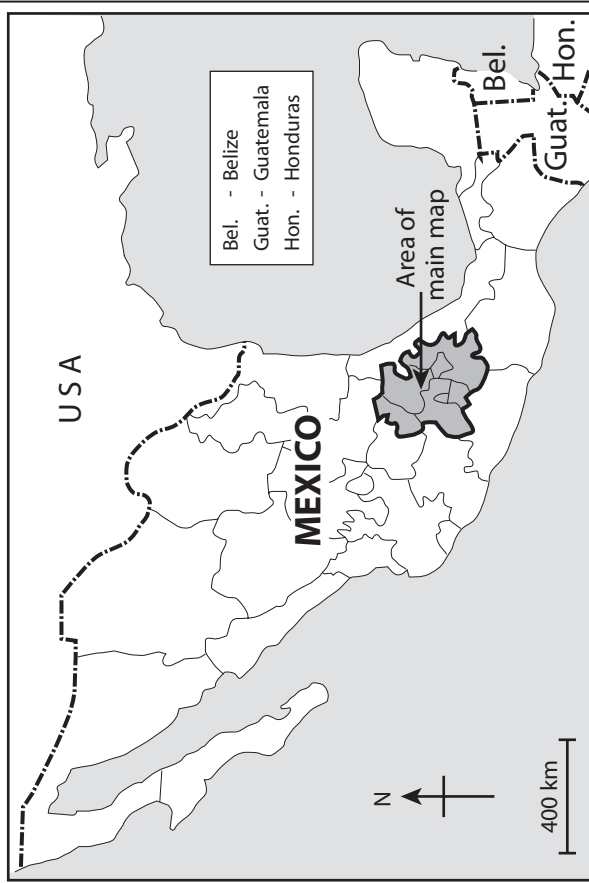 USA
Bel. - Belize
Guat. - Guatemala
Hon. - Honduras
MEXICO
Area of
main map
Bel.
Guat.
Hon.
N
400 km